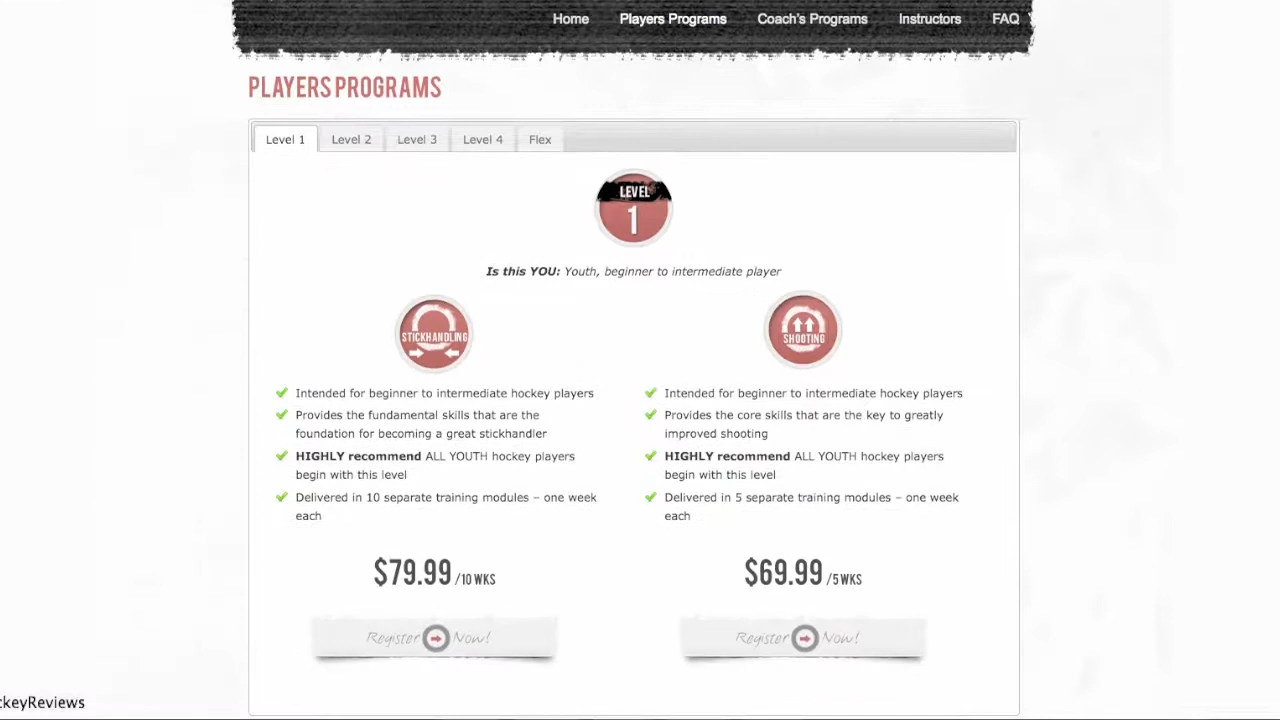 Home Players Programs Coach's Programs Instructors FAQ
PLAYERS PROGRAMS
Level 1 Level 2 Level 3 Level 4 Flex
LEVEL
1
Is this YOU: Youth, beginner to intermediate player
STICKHANDLING
Intended for beginner to intermediate hockey players
Provides the fundamental skills that are the
foundation for becoming a great stickhandler
HIGHLY recommend ALL YOUTH hockey players
begin with this level
Delivered in 10 separate training modules – one week
each
$79.99 /10 WKS
Register Now!
SHOOTING
Intended for beginner to intermediate hockey players
Provides the core skills that are the key to greatly
improved shooting
HIGHLY recommend ALL YOUTH hockey players
begin with this level
Delivered in 5 separate training modules – one week
each
$69.99 /5 WKS
Register Now!
ckeyReviews